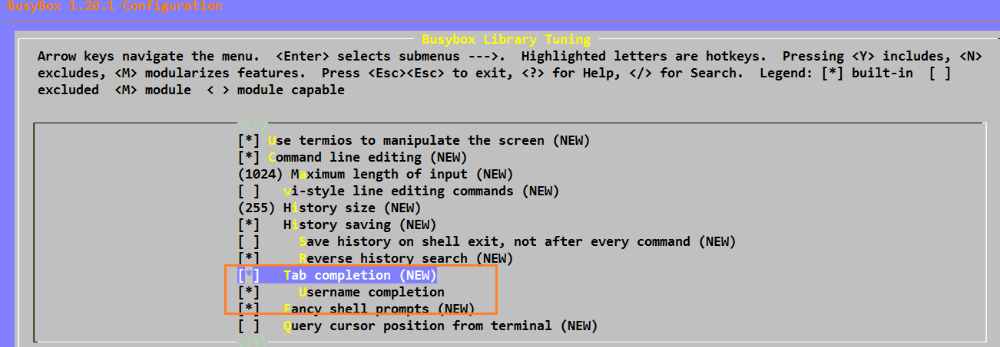 BusyBox 1.20.1 Configuration
Busybox Library Tuning
Arrow keys navigate the menu.  <Enter> selects submenus --->.  Highlighted letters are hotkeys.  Pressing <Y> includes, <N>
excludes, <M> modularizes features.  Press <Esc><Esc> to exit, <?> for Help, </> for Search.  Legend: [*] built-in  [ ]
excluded  <M> module  < > module capable
^(-)
[*] Use termios to manipulate the screen (NEW)
[*] Command line editing (NEW)
(1024) Maximum length of input (NEW)
[ ]   vi-style line editing commands (NEW)
(255) History size (NEW)
[*]   History saving (NEW)
[ ]     Save history on shell exit, not after every command (NEW)
[*]     Reverse history search (NEW)
[*]   Tab completion (NEW)
[*]     Username completion
[*]   Fancy shell prompts (NEW)
[ ]   Query cursor position from terminal (NEW)
v(+)